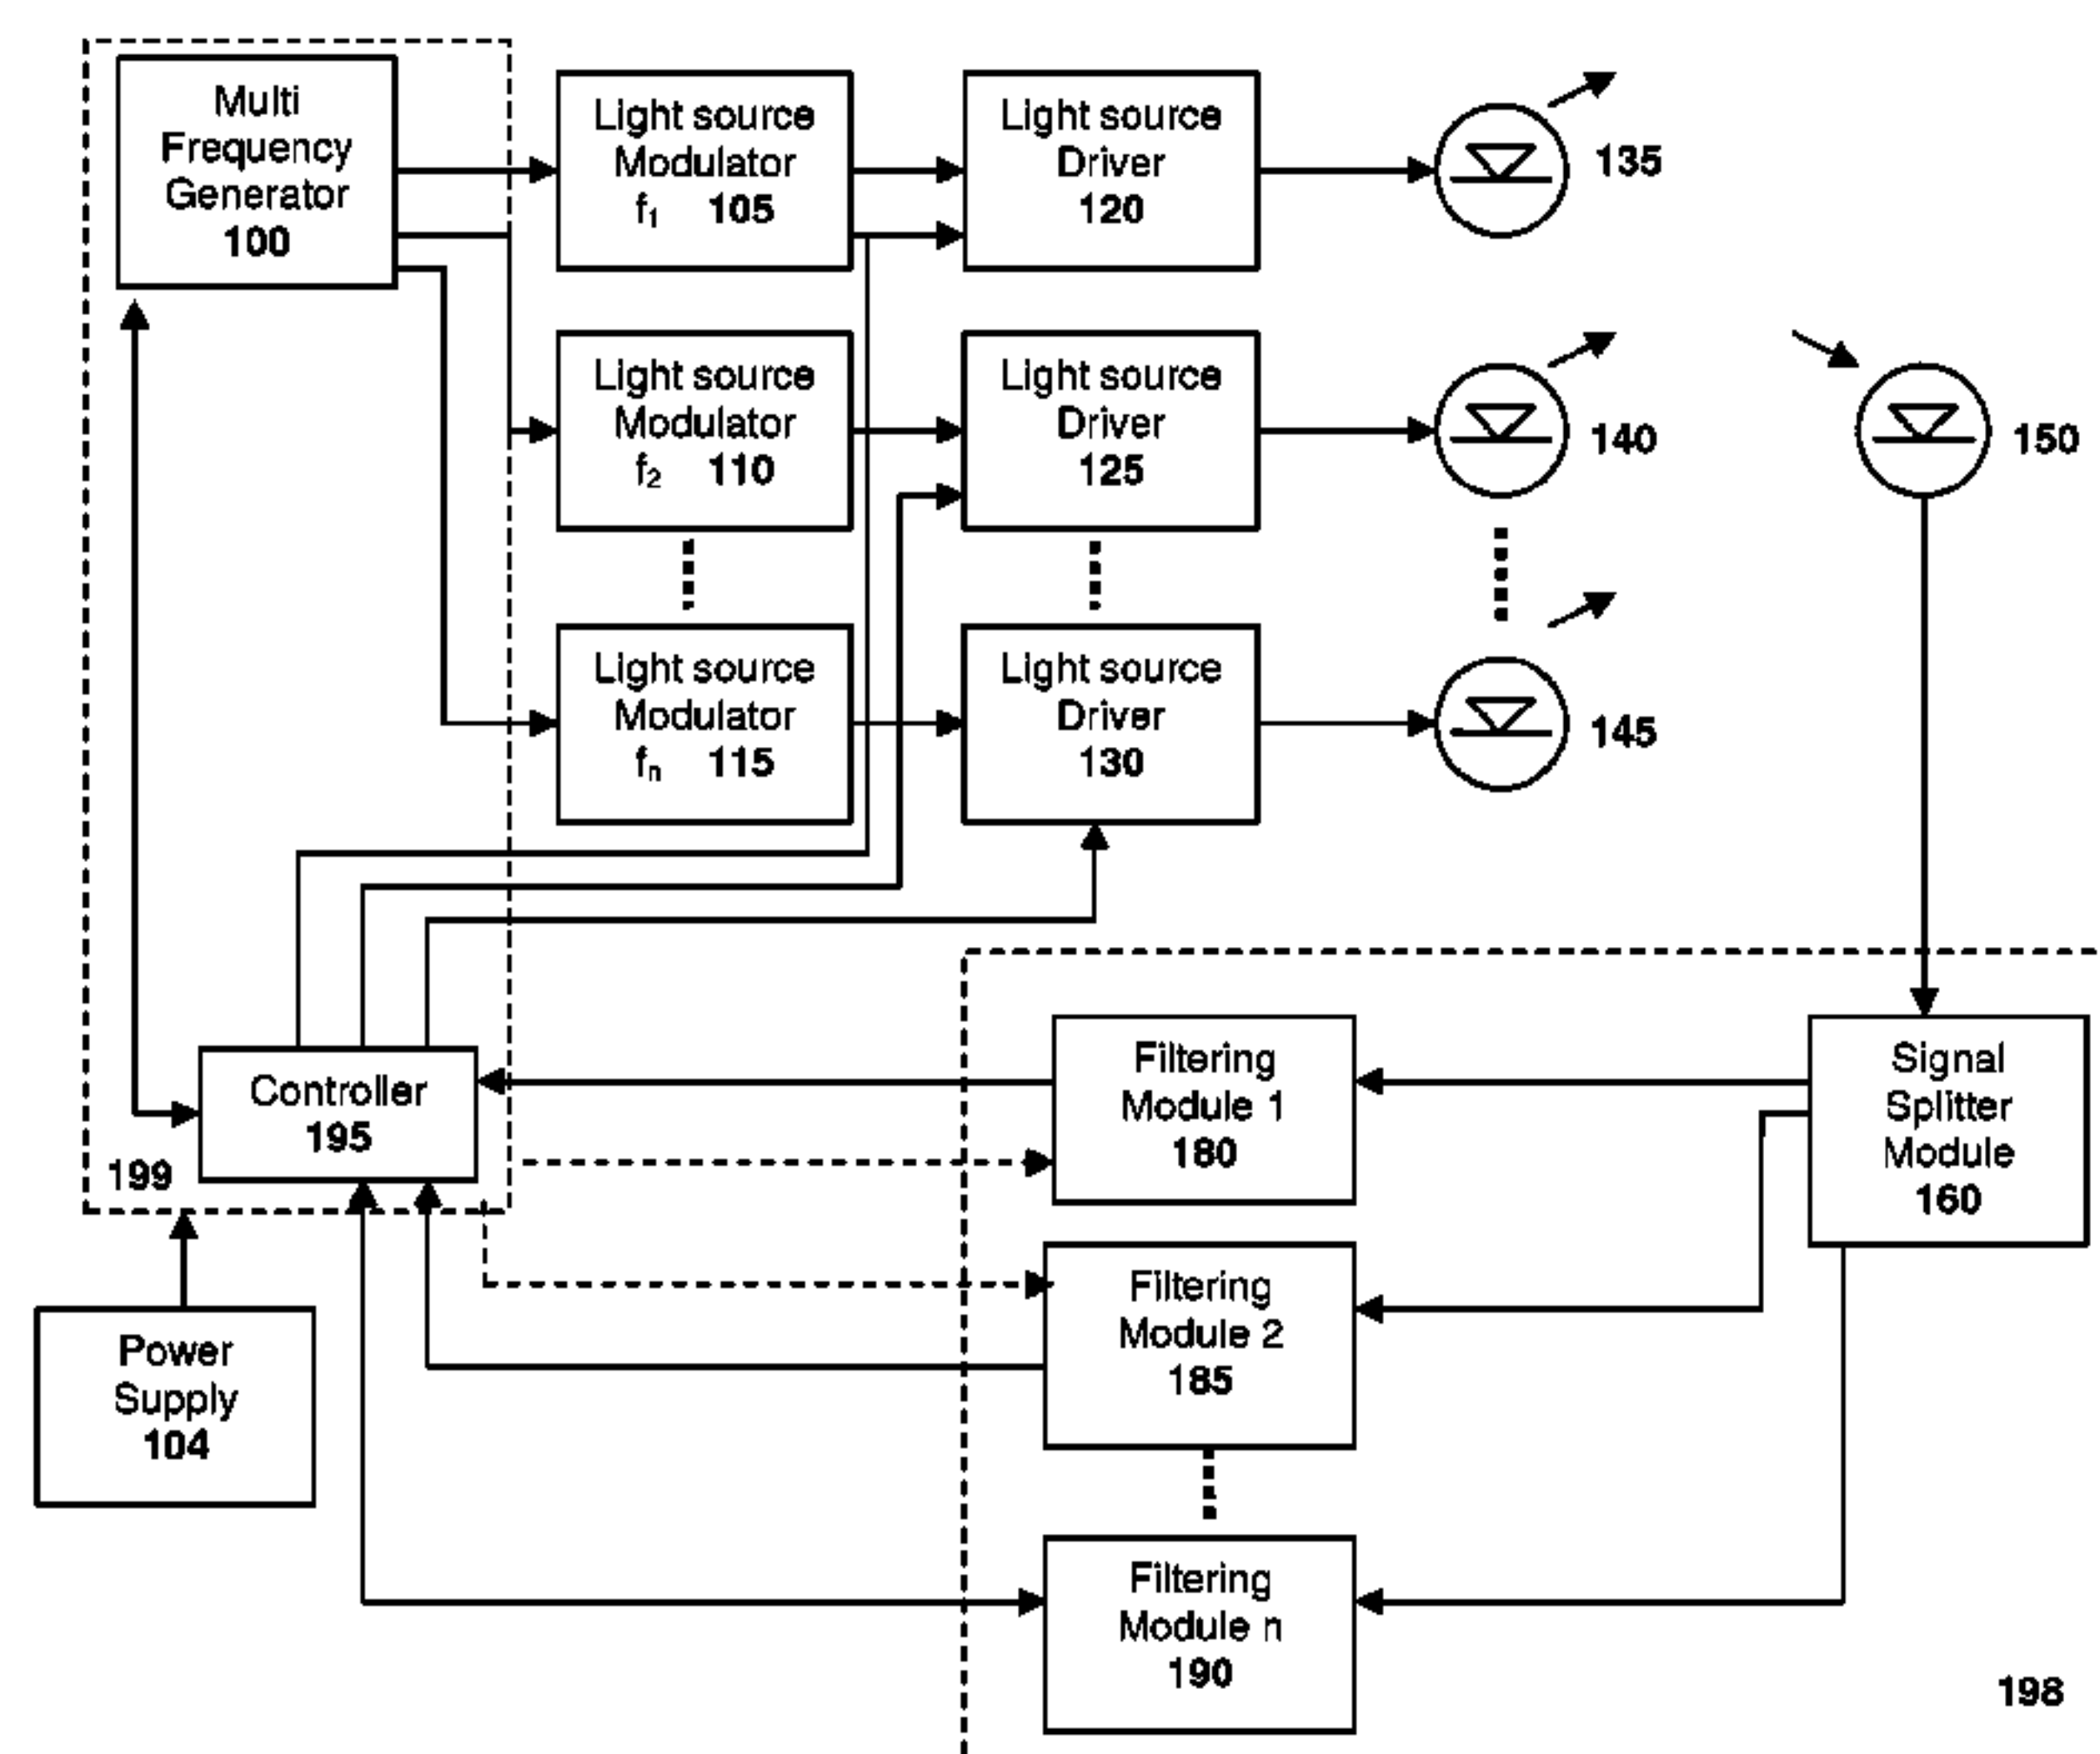 Multi
Frequency
Generator
100
Light source
Modulator
f₁ 105
Light source
Driver
120
135
Light source
Modulator
f₂ 110
Light source
Driver
125
140
150
Light source
Modulator
fₙ 115
Light source
Driver
130
145
Controller
195
199
Filtering
Module 1
180
Signal
Splitter
Module
160
Power
Supply
104
Filtering
Module 2
185
Filtering
Module n
190
198